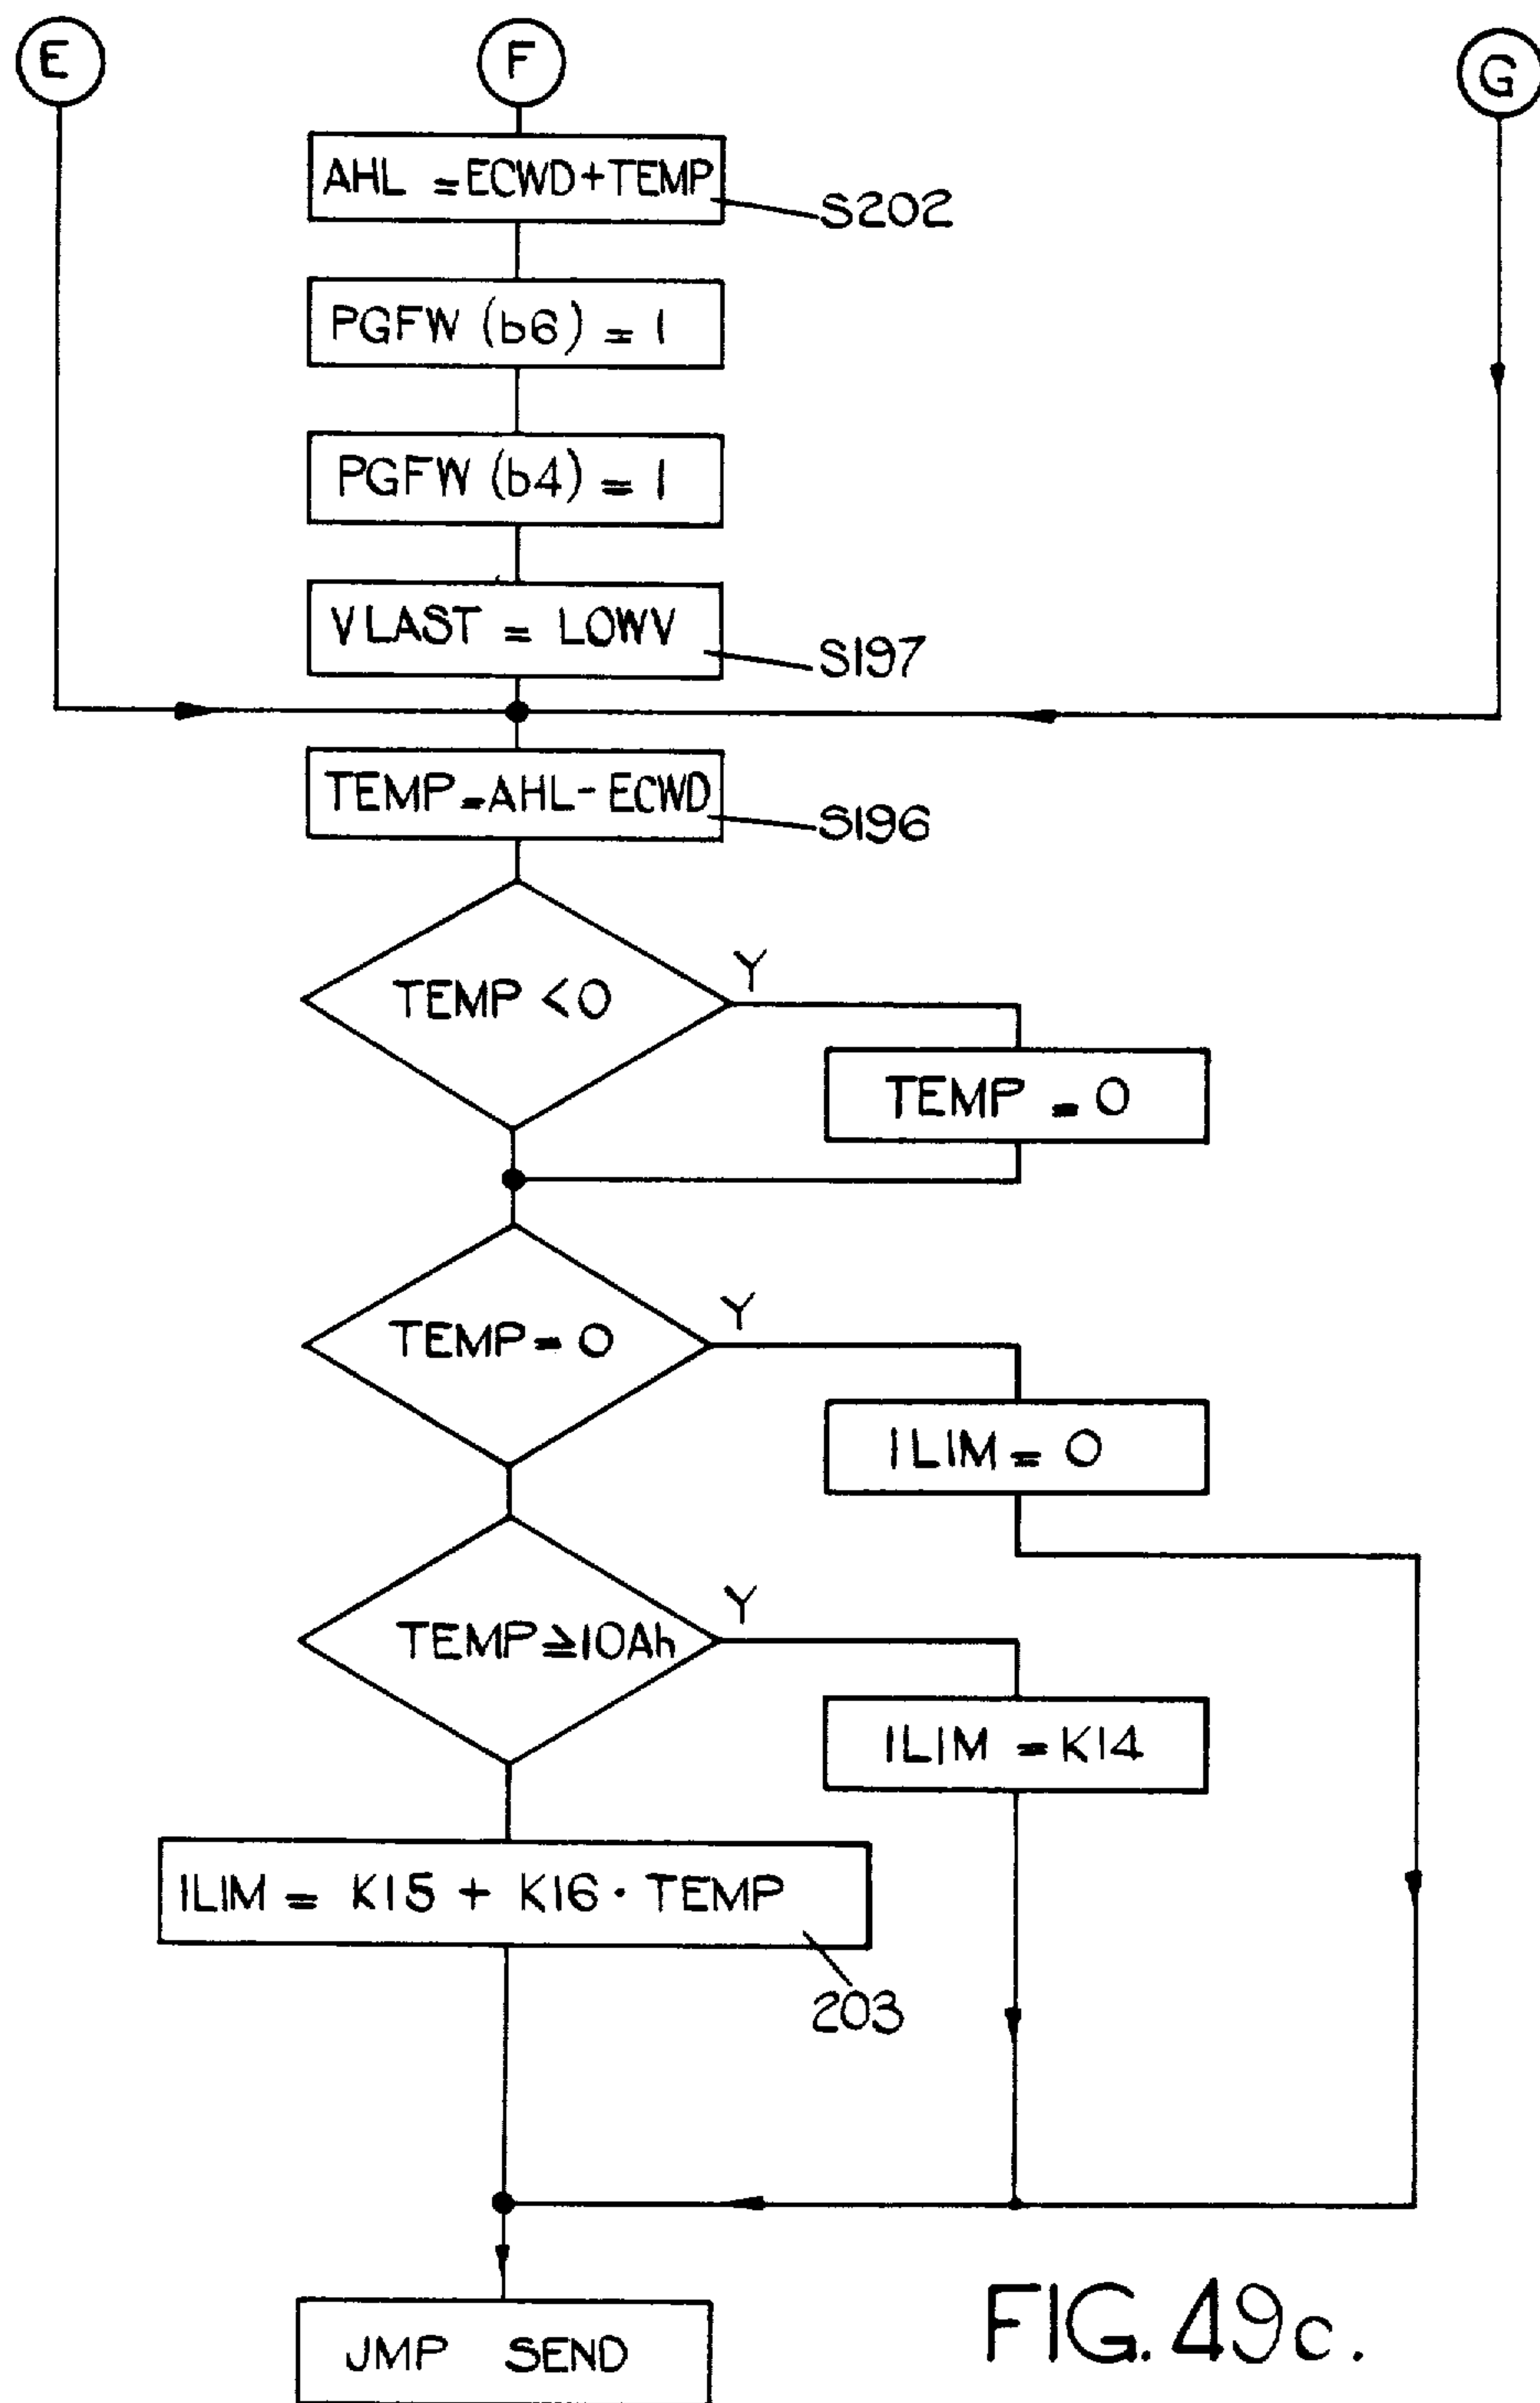 E
F
G
AHL = ECWD+TEMP
S202
PGFW (b6) = 1
PGFW (b4) = 1
VLAST = LOWV
S197
TEMP=AHL- ECWD
S196
TEMP <0
Y
TEMP = 0
TEMP= 0
Y
ILIM= 0
TEMP≥10Ah
Y
ILIM =K14
ILIM = K15 + K16 · TEMP
203
JMP SEND
FIG. 49c.